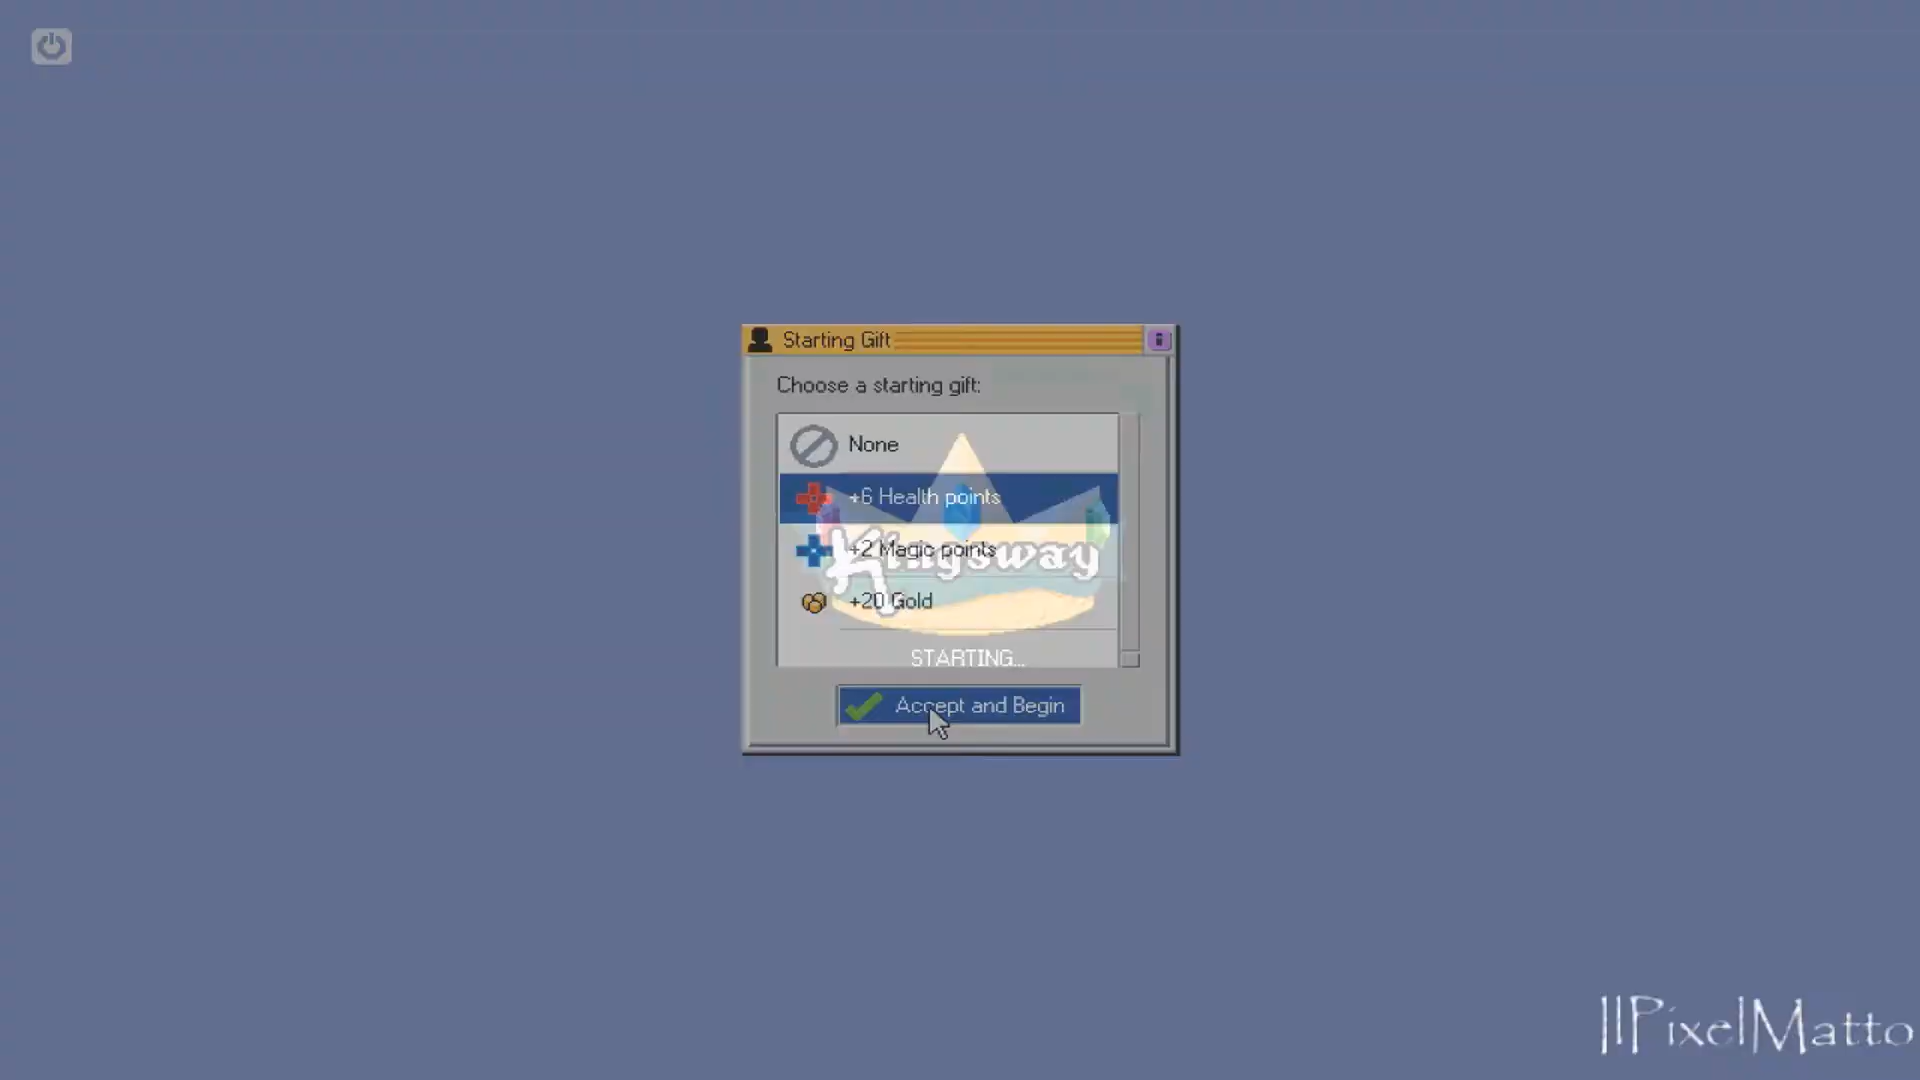 Starting Gift
Choose a starting gift:
None
+6 Health points
+2 Magic points
Kingsway
+20 Gold
STARTING...
Accept and Begin
IlPixelMatto